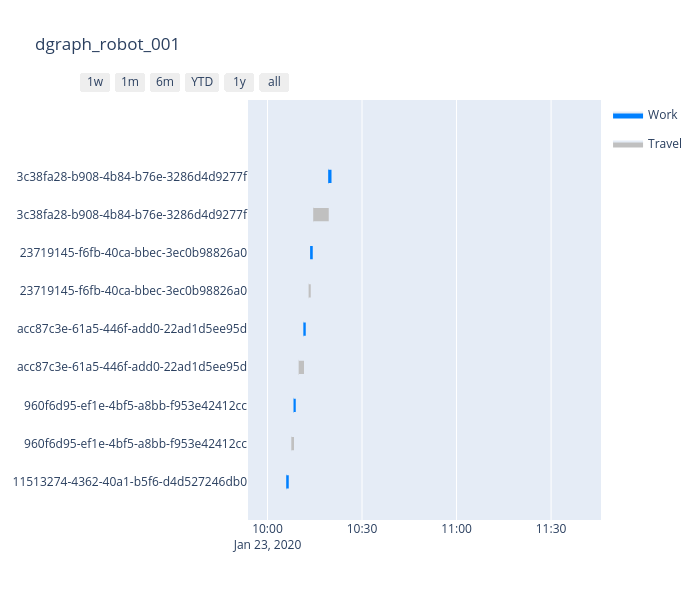 dgraph_robot_001
1w 1m 6m YTD 1y all
Work
Travel
3c38fa28-b908-4b84-b76e-3286d4d9277f
3c38fa28-b908-4b84-b76e-3286d4d9277f
23719145-f6fb-40ca-bbec-3ec0b98826a0
23719145-f6fb-40ca-bbec-3ec0b98826a0
acc87c3e-61a5-446f-add0-22ad1d5ee95d
acc87c3e-61a5-446f-add0-22ad1d5ee95d
960f6d95-ef1e-4bf5-a8bb-f953e42412cc
960f6d95-ef1e-4bf5-a8bb-f953e42412cc
11513274-4362-40a1-b5f6-d4d527246db0
10:00 10:30 11:00 11:30
Jan 23, 2020